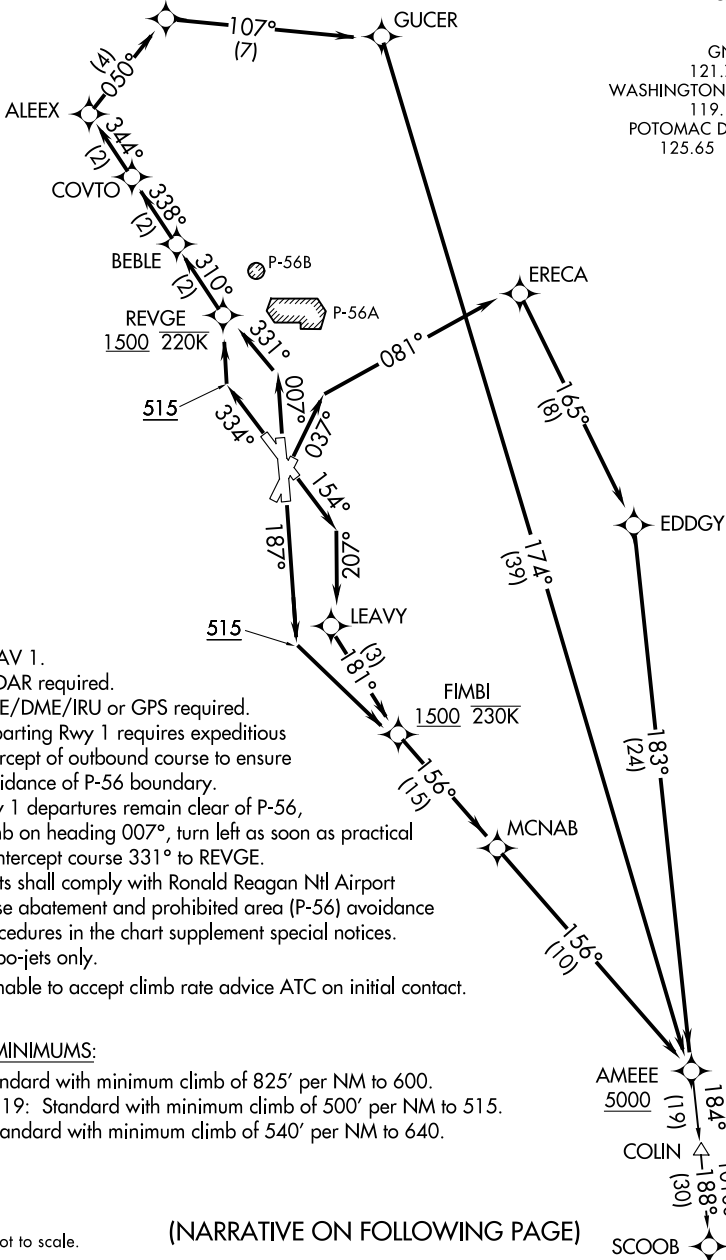 GUCER
107°
(7)
(4)
050°
121.
WASHINGTON
119.
POTOMAC D
125.65
ALEEX
344°
(2)
COVTO
338°
(2)
BEBLE
310°
(2)
P-56B
P-56A
ERECA
REVGE
1500 220K
331°
081°
007°
037°
515
334°
165°
(8)
154°
187°
207°
EDDGY
174°
(39)
LEAVY
515
(3)
181°
FIMBI
1500 230K
183°
(24)
156°
(15)
MCNAB
AV 1.
DAR required.
E/DME/IRU or GPS required.
parting Rwy 1 requires expeditious
rcept of outbound course to ensure
idance of P-56 boundary.
y 1 departures remain clear of P-56,
mb on heading 007°, turn left as soon as practical
ntercept course 331° to REVGE.
ts shall comply with Ronald Reagan Ntl Airport
se abatement and prohibited area (P-56) avoidance
cedures in the chart supplement special notices.
bo-jets only.
nable to accept climb rate advice ATC on initial contact.
156°
(10)
MINIMUMS:
ndard with minimum climb of 825' per NM to 600.
19: Standard with minimum climb of 500' per NM to 515.
tandard with minimum climb of 540' per NM to 640.
AMEEE
5000
184°
(19)
COLIN
188°
(30)
SCOOB
ot to scale.
(NARRATIVE ON FOLLOWING PAGE)